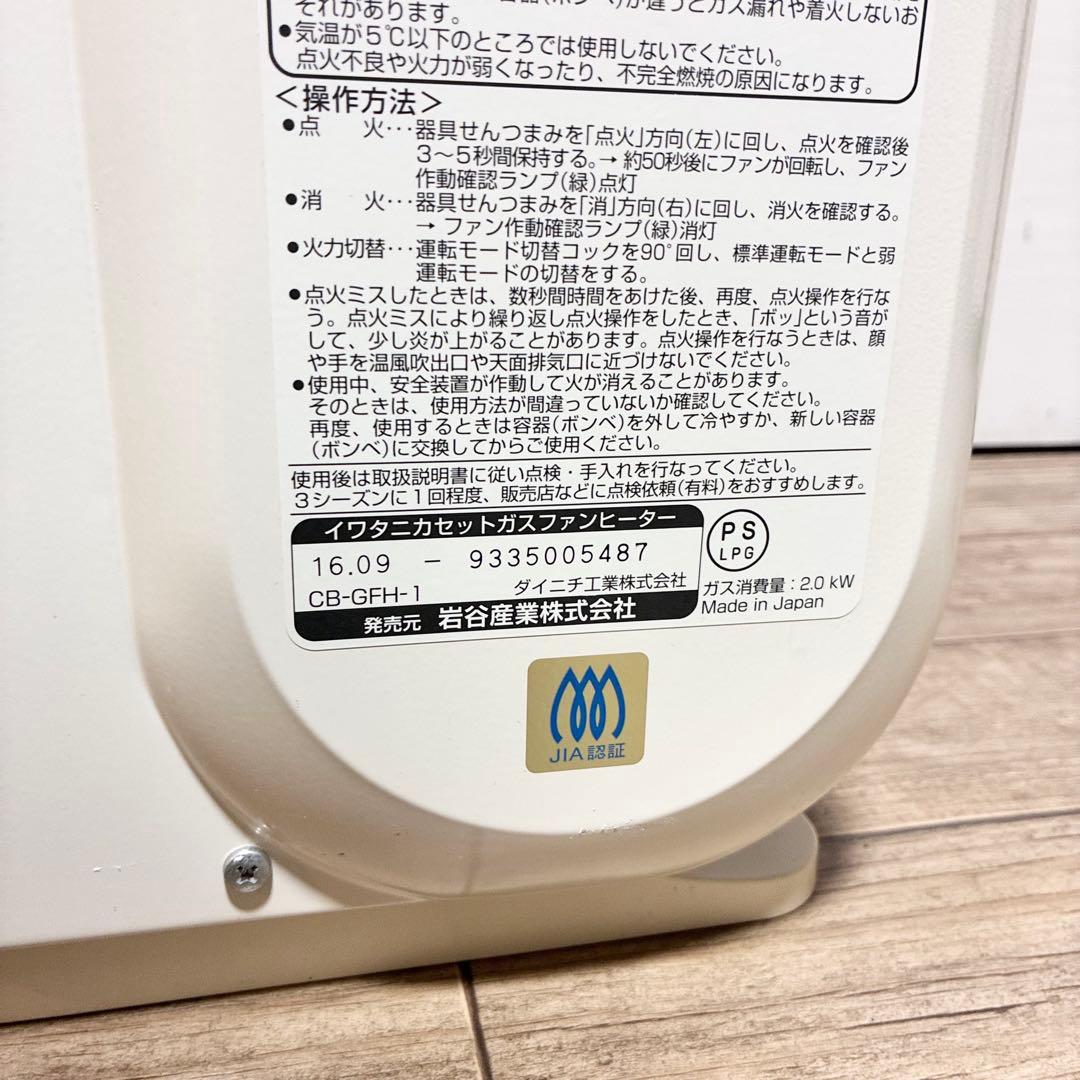 が違うとガス漏れや着火しないお
それがあります。
●気温が5℃以下のところでは使用しないでください。
点火不良や火力が弱くなったり、不完全燃焼の原因になります。
<操作方法>
●点　火…器具せんつまみを「点火」方向(左)に回し、点火を確認後
3～5秒間保持する。→ 約50秒後にファンが回転し、ファン
作動確認ランプ(緑)点灯
●消　火…器具せんつまみを「消」方向(右)に回し、消火を確認する。
→ ファン作動確認ランプ(緑)消灯
●火力切替…運転モード切替コックを90°回し、標準運転モードと弱
運転モードの切替をする。
●点火ミスしたときは、数秒間時間をあけた後、再度、点火操作を行な
う。点火ミスにより繰り返し点火操作をしたとき、「ボッ」という音が
して、少し炎が上がることがあります。点火操作を行なうときは、顔
や手を温風吹出口や天面排気口に近づけないでください。
●使用中、安全装置が作動して火が消えることがあります。
そのときは、使用方法が間違っていないか確認してください。
再度、使用するときは容器(ボンベ)を外して冷やすか、新しい容器
(ボンベ)に交換してからご使用ください。
使用後は取扱説明書に従い点検・手入れを行なってください。
3シーズンに1回程度、販売店などに点検依頼(有料)をおすすめします。
イワタニカセットガスファンヒーター
16.09 - 9335005487
CB-GFH-1 ダイニチ工業株式会社
発売元 岩谷産業株式会社
PS
LPG
ガス消費量：2.0 kW
Made in Japan
JIA認証